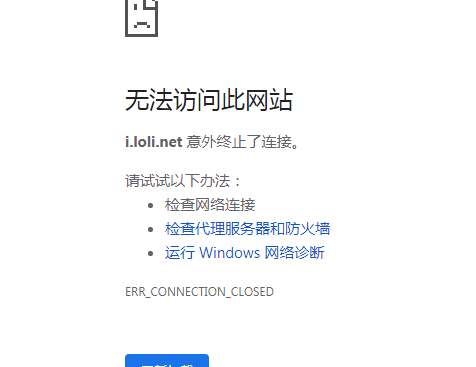 无法访问此网站
i.loli.net 意外终止了连接。
请试试以下办法：
检查网络连接
检查代理服务器和防火墙
运行 Windows 网络诊断
ERR_CONNECTION_CLOSED